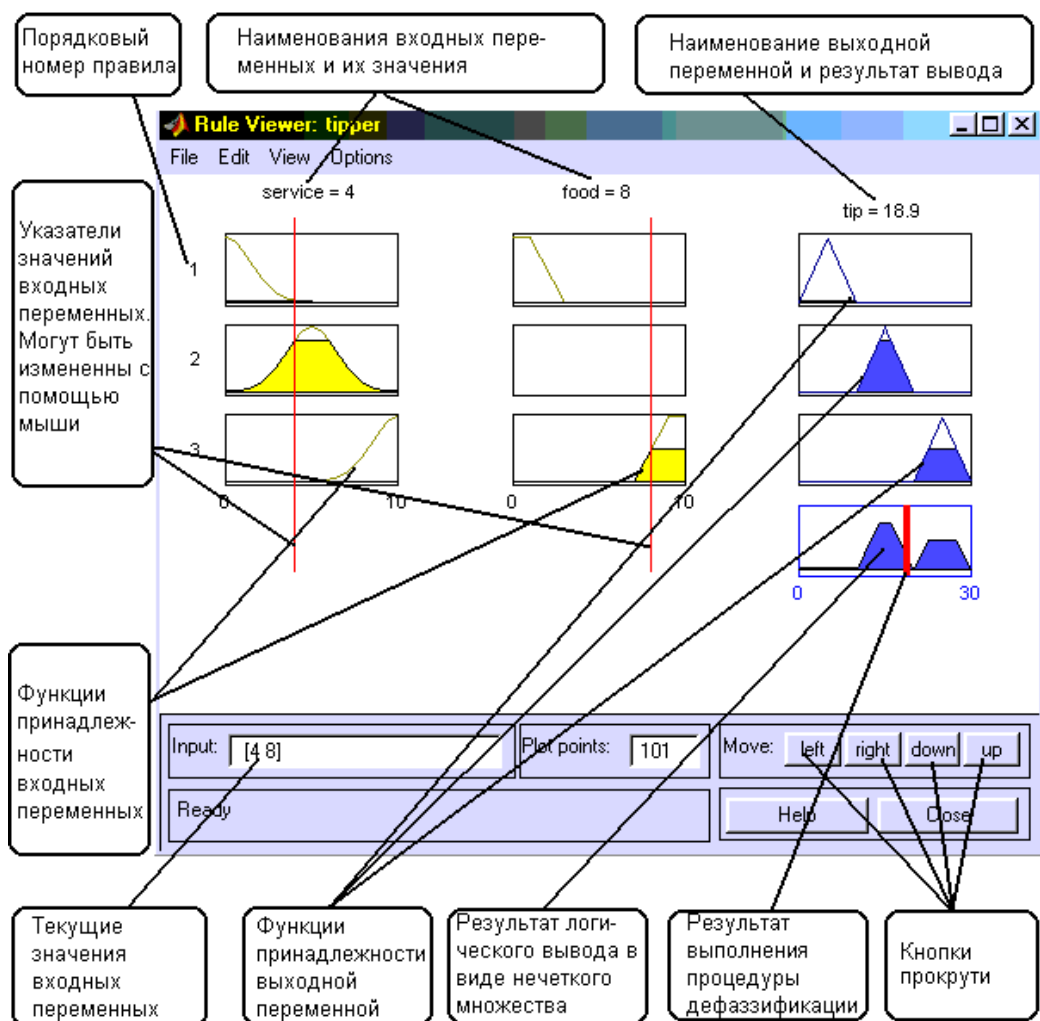 Порядковый
номер правила
Наименования входных пере-
менных и их значения
Наименование выходной
переменной и результат вывода
Rule Viewer: tipper
File Edit View Options
service = 4
food = 8
tip = 18.9
Указатели
значений
входных
переменных.
Могут быть
измененны с
помощью
мыши
1
2
3
0
10
0
10
0
30
Функции
принадлеж-
ности
входных
переменных
Input: [4 8]
Plot points: 101
Move: left right down up
Ready
Help
Close
Текущие
значения
входных
переменных
Функции
принадлежности
выходной
переменной
Результат логи-
ческого вывода в
виде нечеткого
множества
Результат
выполнения
процедуры
дефаззификации
Кнопки
прокрути